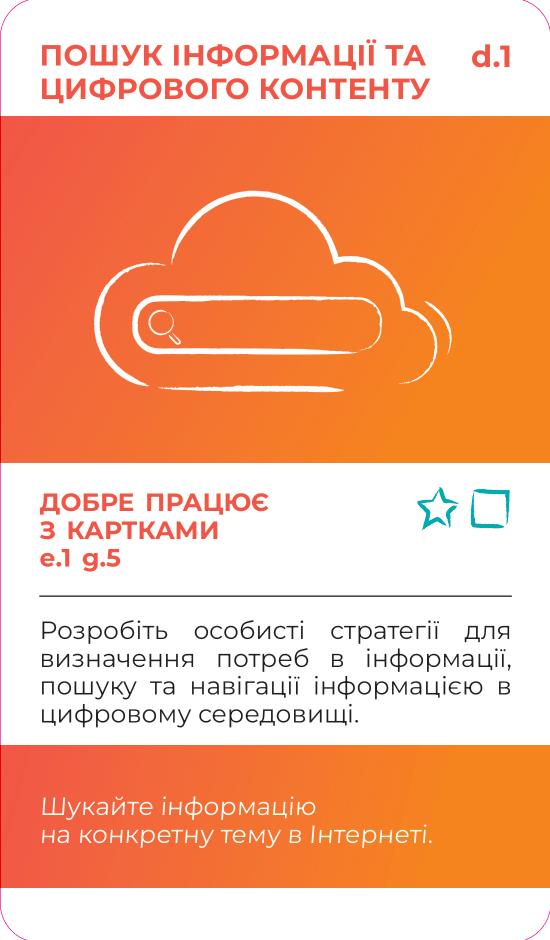 ПОШУК ІНФОРМАЦІЇ ТА
ЦИФРОВОГО КОНТЕНТУ
d.1
ДОБРЕ ПРАЦЮЄ
З КАРТКАМИ
e.1 g.5
Розробіть особисті стратегії для
визначення потреб в інформації,
пошуку та навігації інформацією в
цифровому середовищі.
Шукайте інформацію
на конкретну тему в Інтернеті.